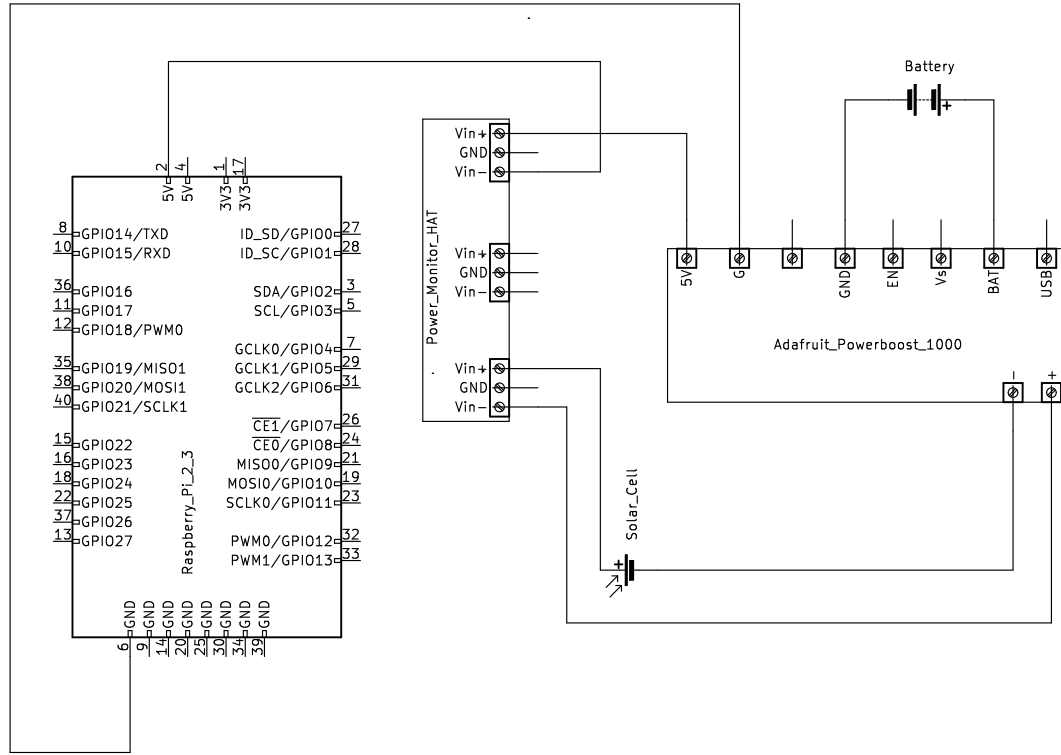 Battery
+
Vin+
GND
Vin-
Vin+
GND
Vin-
Vin+
GND
Vin-
Power_Monitor_HAT
2
4
1
17
5V
5V
3V3
3V3
8 GPIO14/TXD
10 GPIO15/RXD
36 GPIO16
11 GPIO17
12 GPIO18/PWM0
35 GPIO19/MISO1
38 GPIO20/MOSI1
40 GPIO21/SCLK1
15 GPIO22
16 GPIO23
18 GPIO24
22 GPIO25
37 GPIO26
13 GPIO27
ID_SD/GPIO0 27
ID_SC/GPIO1 28
SDA/GPIO2 3
SCL/GPIO3 5
GCLK0/GPIO4 7
GCLK1/GPIO5 29
GCLK2/GPIO6 31
CE1/GPIO7 26
CE0/GPIO8 24
MISO0/GPIO9 21
MOSI0/GPIO10 19
SCLK0/GPIO11 23
PWM0/GPIO12 32
PWM1/GPIO13 33
Raspberry_Pi_2_3
GND
GND
GND
GND
GND
GND
GND
GND
6
9
14
20
25
30
34
39
5V
G
GND
EN
Vs
BAT
USB
Adafruit_Powerboost_1000
-
+
Solar_Cell
+